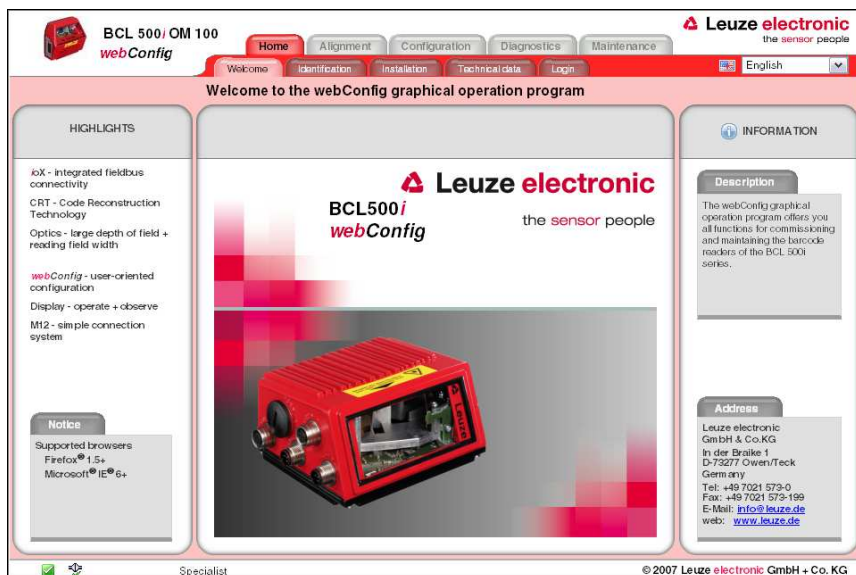 BCL 500i OM 100
webConfig
Home Alignment Configuration Diagnostics Maintenance
Leuze electronic
the sensor people
Welcome Identification Installation Technical data Login
English
Welcome to the webConfig graphical operation program
HIGHLIGHTS
ioX - integrated fieldbus
connectivity
CRT - Code Reconstruction
Technology
Optics - large depth of field +
reading field width
webConfig - user-oriented
configuration
Display - operate + observe
M12 - simple connection
system
Notice
Supported browsers
Firefox® 1.5+
Microsoft® IE® 6+
Leuze electronic
the sensor people
BCL500i
webConfig
Leuze
INFORMATION
Description
The webConfig graphical
operation program offers you
all functions for commissioning
and maintaining the barcode
readers of the BCL 500i
series.
Address
Leuze electronic
GmbH & Co.KG
In der Braike 1
D-73277 Owen/Teck
Germany
Tel: +49 7021 573-0
Fax: +49 7021 573-199
E-Mail: info@leuze.de
web: www.leuze.de
Specialist
© 2007 Leuze electronic GmbH + Co. KG